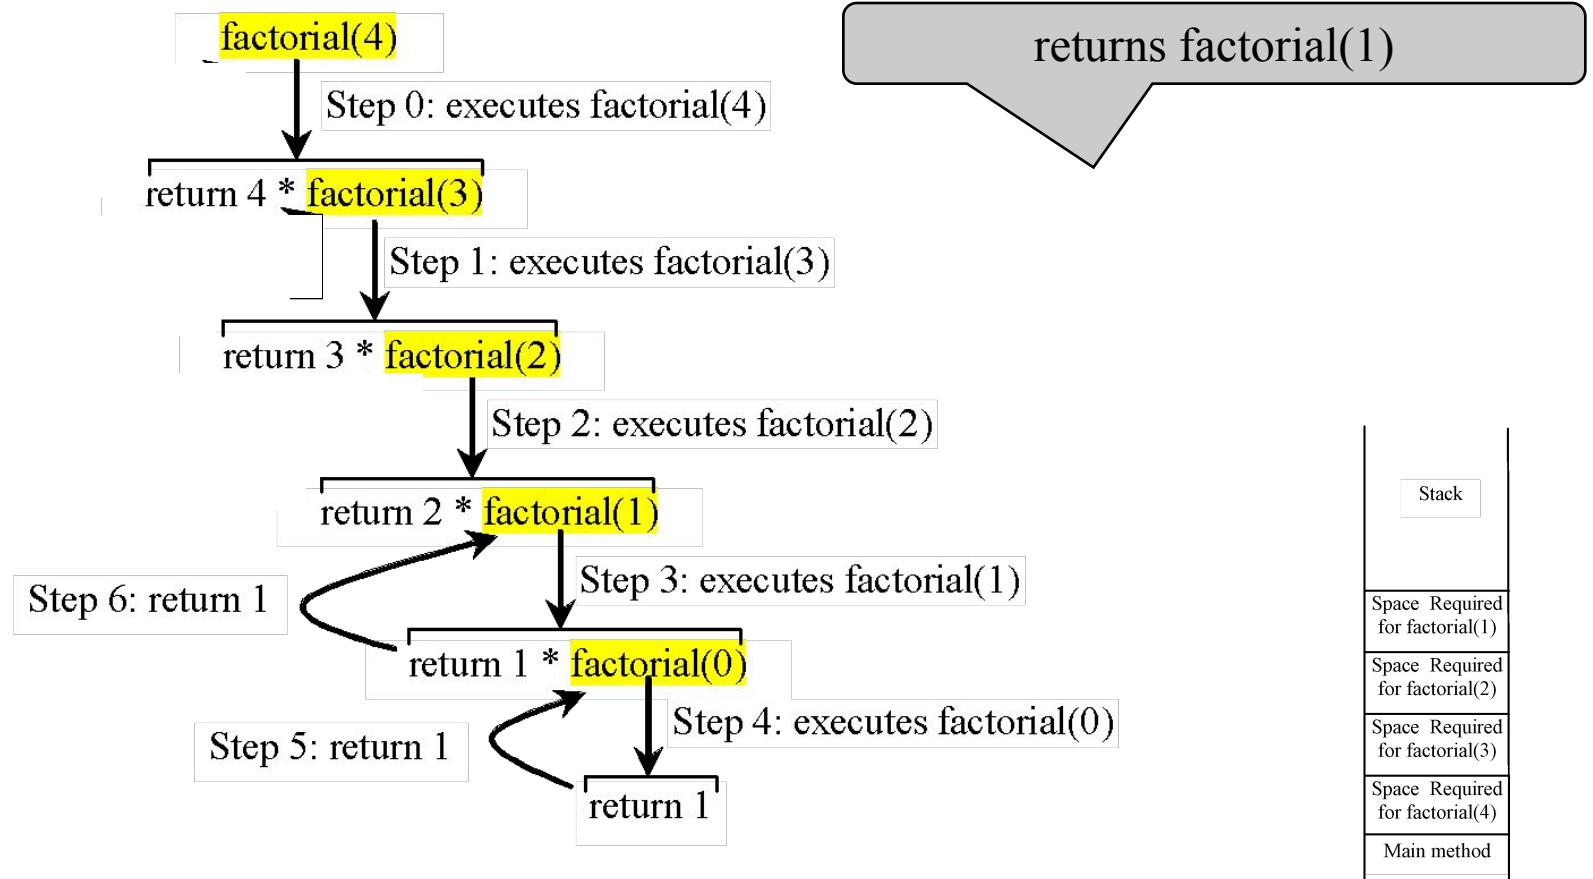 factorial(4)
returns factorial(1)
Step 0: executes factorial(4)
return 4 * factorial(3)
Step 1: executes factorial(3)
return 3 * factorial(2)
Step 2: executes factorial(2)
return 2 * factorial(1)
Step 3: executes factorial(1)
Step 6: return 1
return 1 * factorial(0)
Step 4: executes factorial(0)
Step 5: return 1
return 1
Stack
Space Required
for factorial(1)
Space Required
for factorial(2)
Space Required
for factorial(3)
Space Required
for factorial(4)
Main method